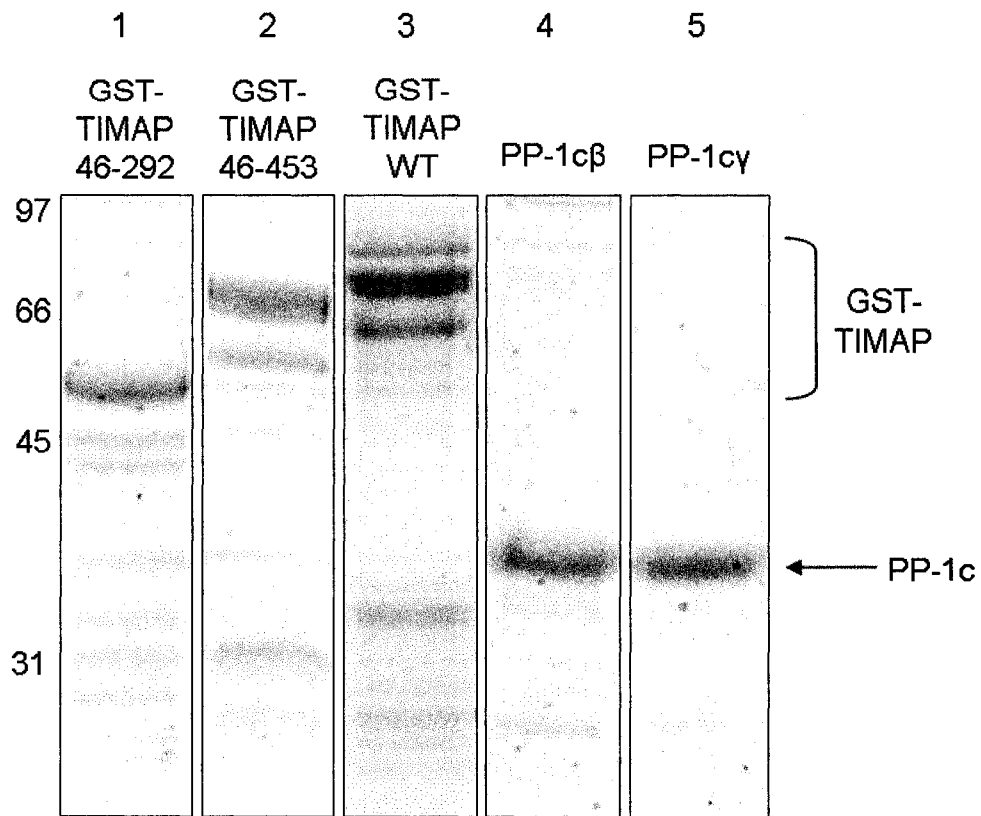 1 2 3 4 5
GST-
TIMAP
46-292
GST-
TIMAP
46-453
GST-
TIMAP
WT
PP-1cβ
PP-1cγ
97
66
45
31
GST-
TIMAP
PP-1c